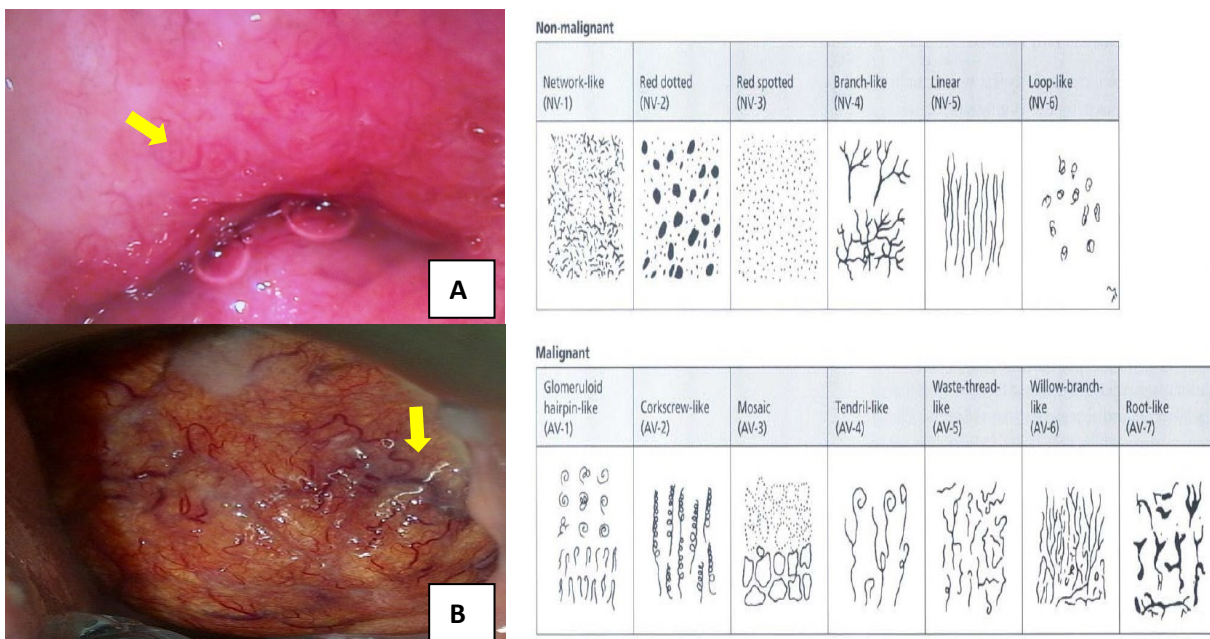 A
B
Non-malignant
Network-like (NV-1)
Red dotted (NV-2)
Red spotted (NV-3)
Branch-like (NV-4)
Linear (NV-5)
Loop-like (NV-6)
Malignant
Glomeruloid hairpin-like (AV-1)
Corkscrew-like (AV-2)
Mosaic (AV-3)
Tendril-like (AV-4)
Waste-thread-like (AV-5)
Willow-branch-like (AV-6)
Root-like (AV-7)